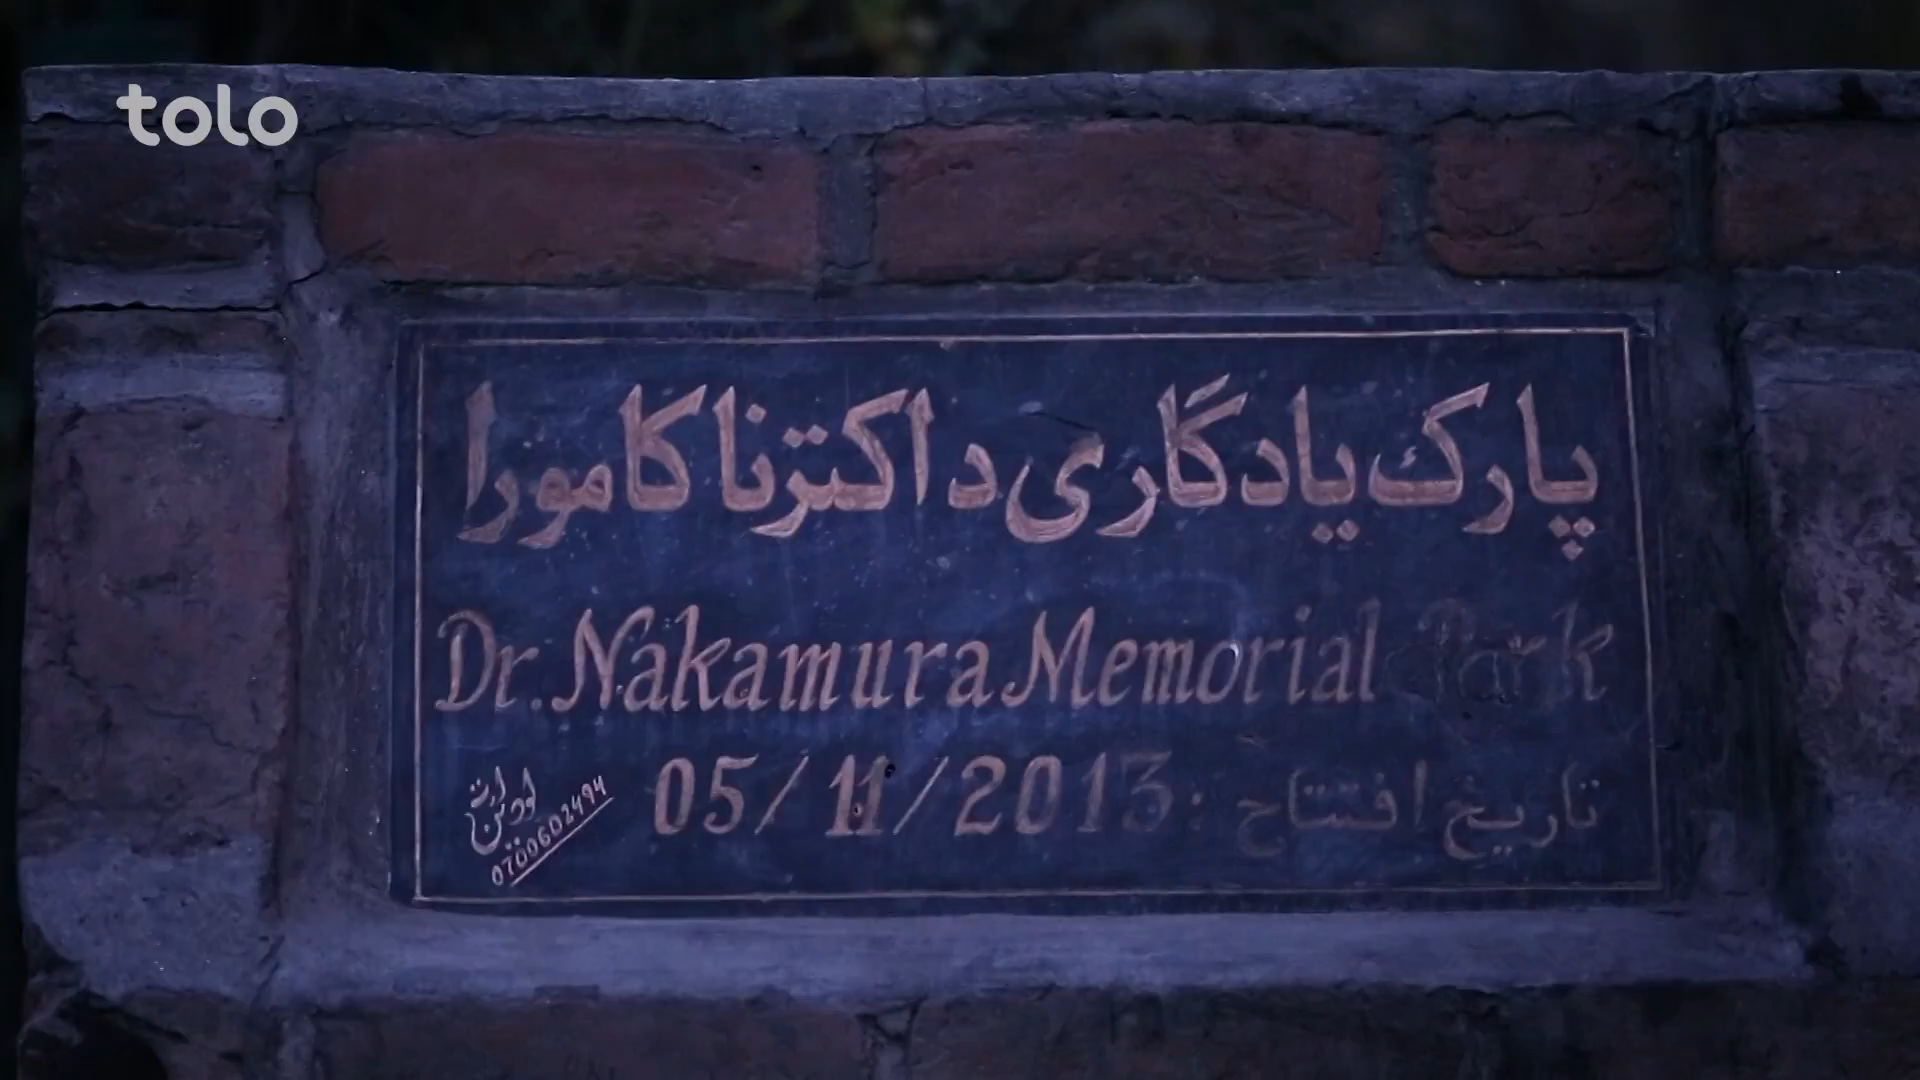 tolo
پارک یادگاری داکتر ناکامورا
Dr. Nakamura Memorial Park
تاریخ افتتاح : 05/11/2013
0700602494